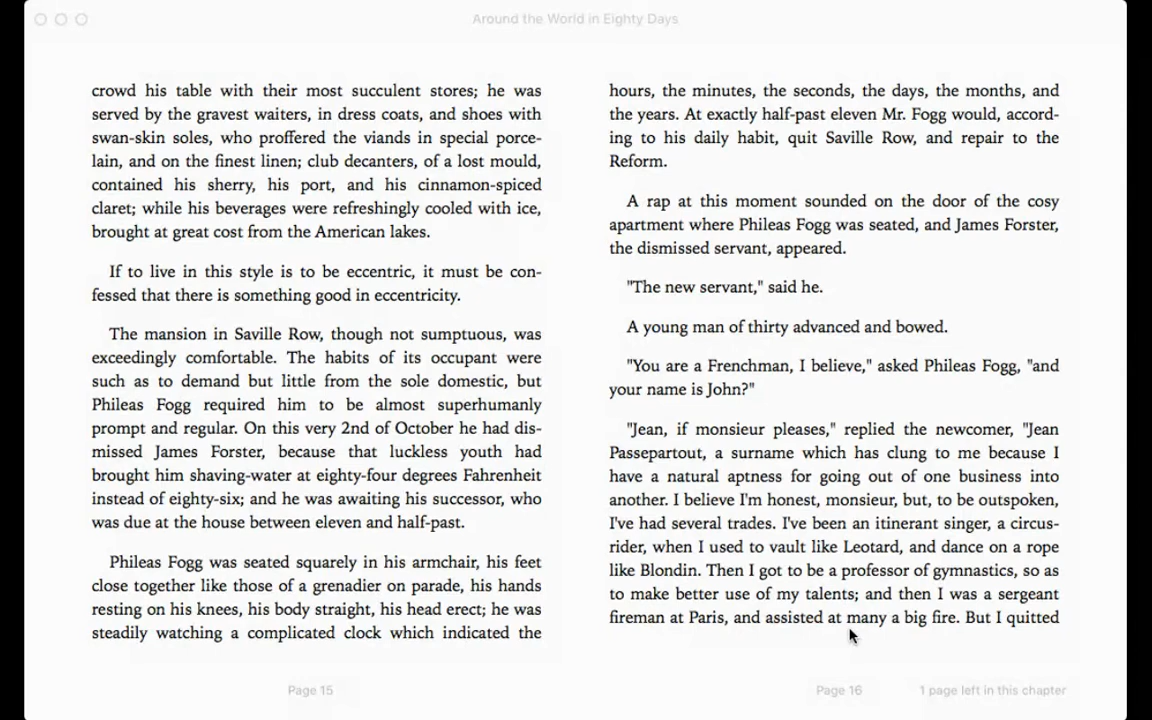 Around the World in Eighty Days
crowd his table with their most succulent stores; he was
served by the gravest waiters, in dress coats, and shoes with
swan-skin soles, who proffered the viands in special porce-
lain, and on the finest linen; club decanters, of a lost mould,
contained his sherry, his port, and his cinnamon-spiced
claret; while his beverages were refreshingly cooled with ice,
brought at great cost from the American lakes.
If to live in this style is to be eccentric, it must be con-
fessed that there is something good in eccentricity.
The mansion in Saville Row, though not sumptuous, was
exceedingly comfortable. The habits of its occupant were
such as to demand but little from the sole domestic, but
Phileas Fogg required him to be almost superhumanly
prompt and regular. On this very 2nd of October he had dis-
missed James Forster, because that luckless youth had
brought him shaving-water at eighty-four degrees Fahrenheit
instead of eighty-six; and he was awaiting his successor, who
was due at the house between eleven and half-past.
Phileas Fogg was seated squarely in his armchair, his feet
close together like those of a grenadier on parade, his hands
resting on his knees, his body straight, his head erect; he was
steadily watching a complicated clock which indicated the
Page 15
hours, the minutes, the seconds, the days, the months, and
the years. At exactly half-past eleven Mr. Fogg would, accord-
ing to his daily habit, quit Saville Row, and repair to the
Reform.
A rap at this moment sounded on the door of the cosy
apartment where Phileas Fogg was seated, and James Forster,
the dismissed servant, appeared.
"The new servant," said he.
A young man of thirty advanced and bowed.
"You are a Frenchman, I believe," asked Phileas Fogg, "and
your name is John?"
"Jean, if monsieur pleases," replied the newcomer, "Jean
Passepartout, a surname which has clung to me because I
have a natural aptness for going out of one business into
another. I believe I'm honest, monsieur, but, to be outspoken,
I've had several trades. I've been an itinerant singer, a circus-
rider, when I used to vault like Leotard, and dance on a rope
like Blondin. Then I got to be a professor of gymnastics, so as
to make better use of my talents; and then I was a sergeant
fireman at Paris, and assisted at many a big fire. But I quitted
Page 16
1 page left in this chapter